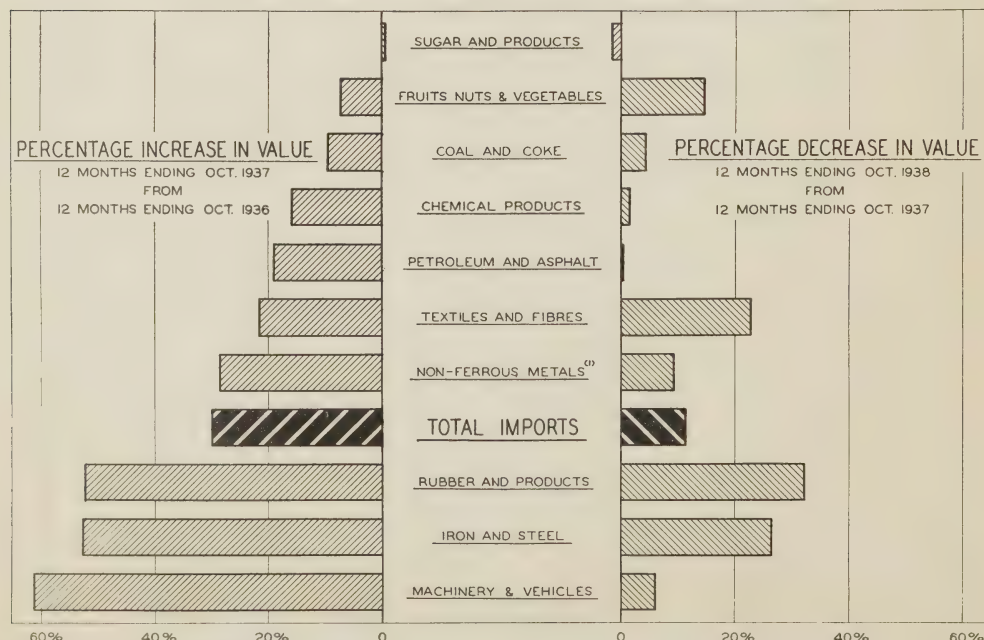 SUGAR AND PRODUCTS
FRUITS NUTS & VEGETABLES
PERCENTAGE INCREASE IN VALUE
12 MONTHS ENDING OCT. 1937
FROM
12 MONTHS ENDING OCT. 1936
COAL AND COKE
PERCENTAGE DECREASE IN VALUE
12 MONTHS ENDING OCT. 1938
FROM
12 MONTHS ENDING OCT. 1937
CHEMICAL PRODUCTS
PETROLEUM AND ASPHALT
TEXTILES AND FIBRES
NON-FERROUS METALS(1)
TOTAL IMPORTS
RUBBER AND PRODUCTS
IRON AND STEEL
MACHINERY & VEHICLES
60% 40% 20% 0 0 20% 40% 60%